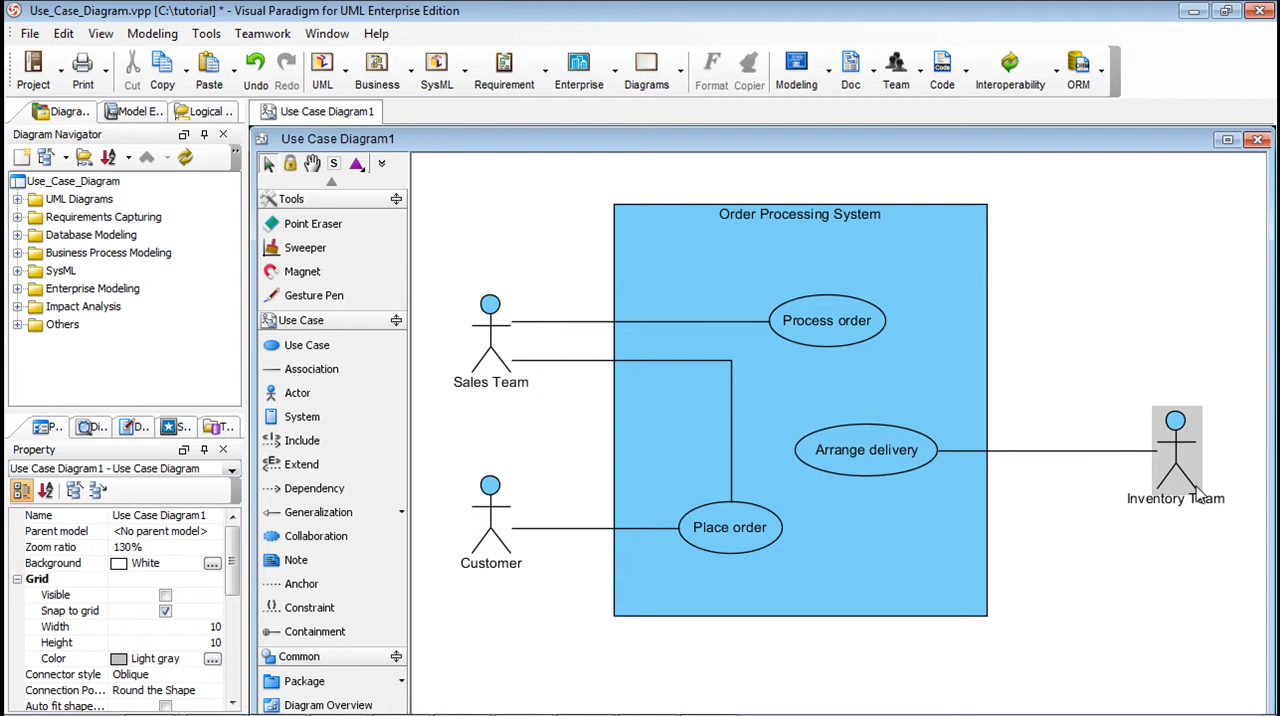 Use_Case_Diagram.vpp [C:\tutorial] * - Visual Paradigm for UML Enterprise Edition
File Edit View Modeling Tools Teamwork Window Help
Project Print Cut Copy Paste Undo Redo UML Business SysML Requirement Enterprise Diagrams Format Copier Modeling Doc Team Code Interoperability ORM
Diagra.. Model E.. Logical ..
Use Case Diagram1
Diagram Navigator
Use_Case_Diagram
UML Diagrams
Requirements Capturing
Database Modeling
Business Process Modeling
SysML
Enterprise Modeling
Impact Analysis
Others
P.. Di.. D.. S.. T..
Property
Use Case Diagram1 - Use Case Diagram
Name Use Case Diagram1
Parent model <No parent model>
Zoom ratio 130%
Background White ...
Grid
Visible
Snap to grid
Width 10
Height 10
Color Light gray ...
Connector style Oblique
Connection Po... Round the Shape
Auto fit shape...
Use Case Diagram1
S
Tools
Point Eraser
Sweeper
Magnet
Gesture Pen
Use Case
Use Case
Association
Actor
System
Include
Extend
Dependency
Generalization
Collaboration
Note
Anchor
Constraint
Containment
Common
Package
Diagram Overview
Order Processing System
Process order
Sales Team
Arrange delivery
Inventory Team
Place order
Customer